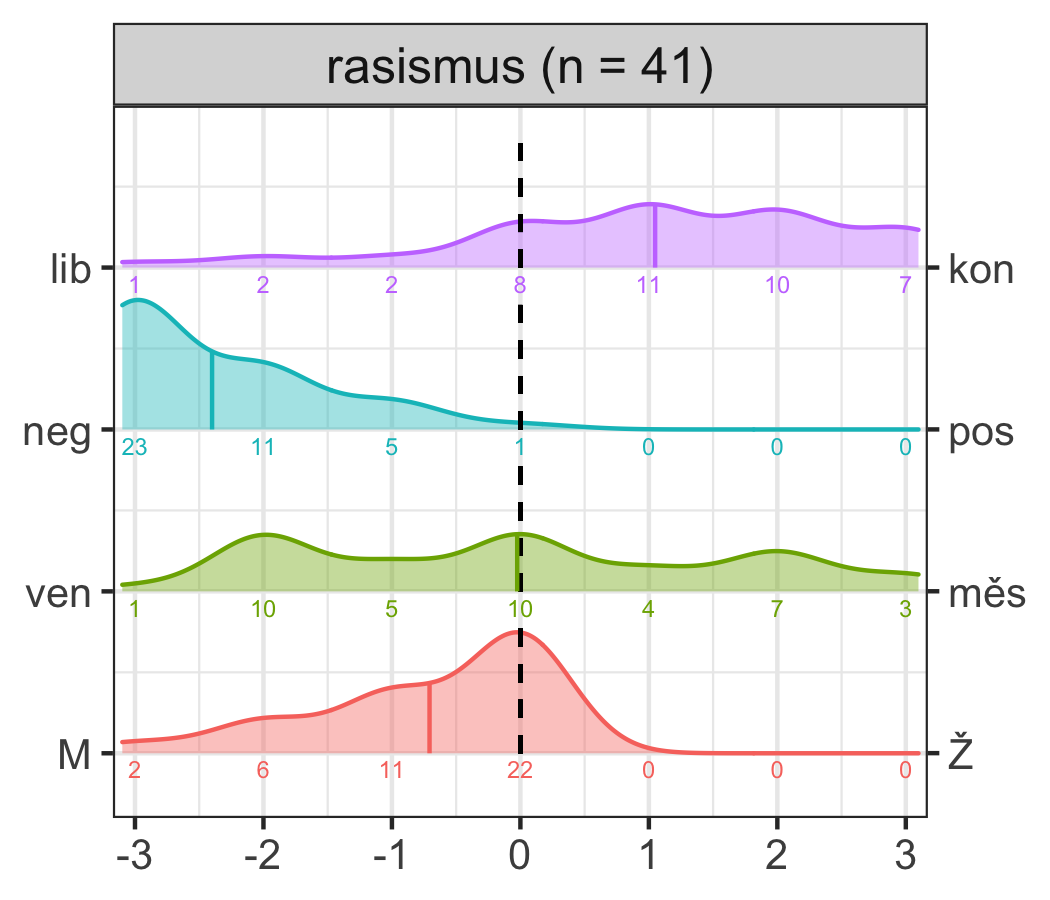 rasismus (n = 41)
lib kon
1 2 2 8 11 10 7
neg pos
23 11 5 1 0 0 0
ven měs
1 10 5 10 4 7 3
M Ž
2 6 11 22 0 0 0
-3 -2 -1 0 1 2 3